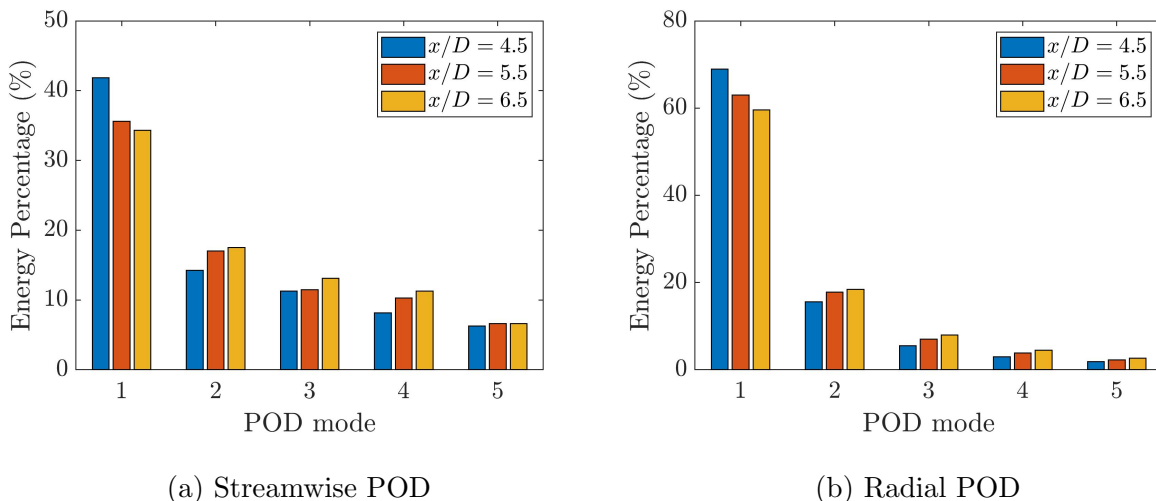 50
40
30
20
10
0
Energy Percentage (%)
x/D = 4.5
x/D = 5.5
x/D = 6.5
1 2 3 4 5
POD mode
(a) Streamwise POD
80
60
40
20
0
Energy Percentage (%)
x/D = 4.5
x/D = 5.5
x/D = 6.5
1 2 3 4 5
POD mode
(b) Radial POD